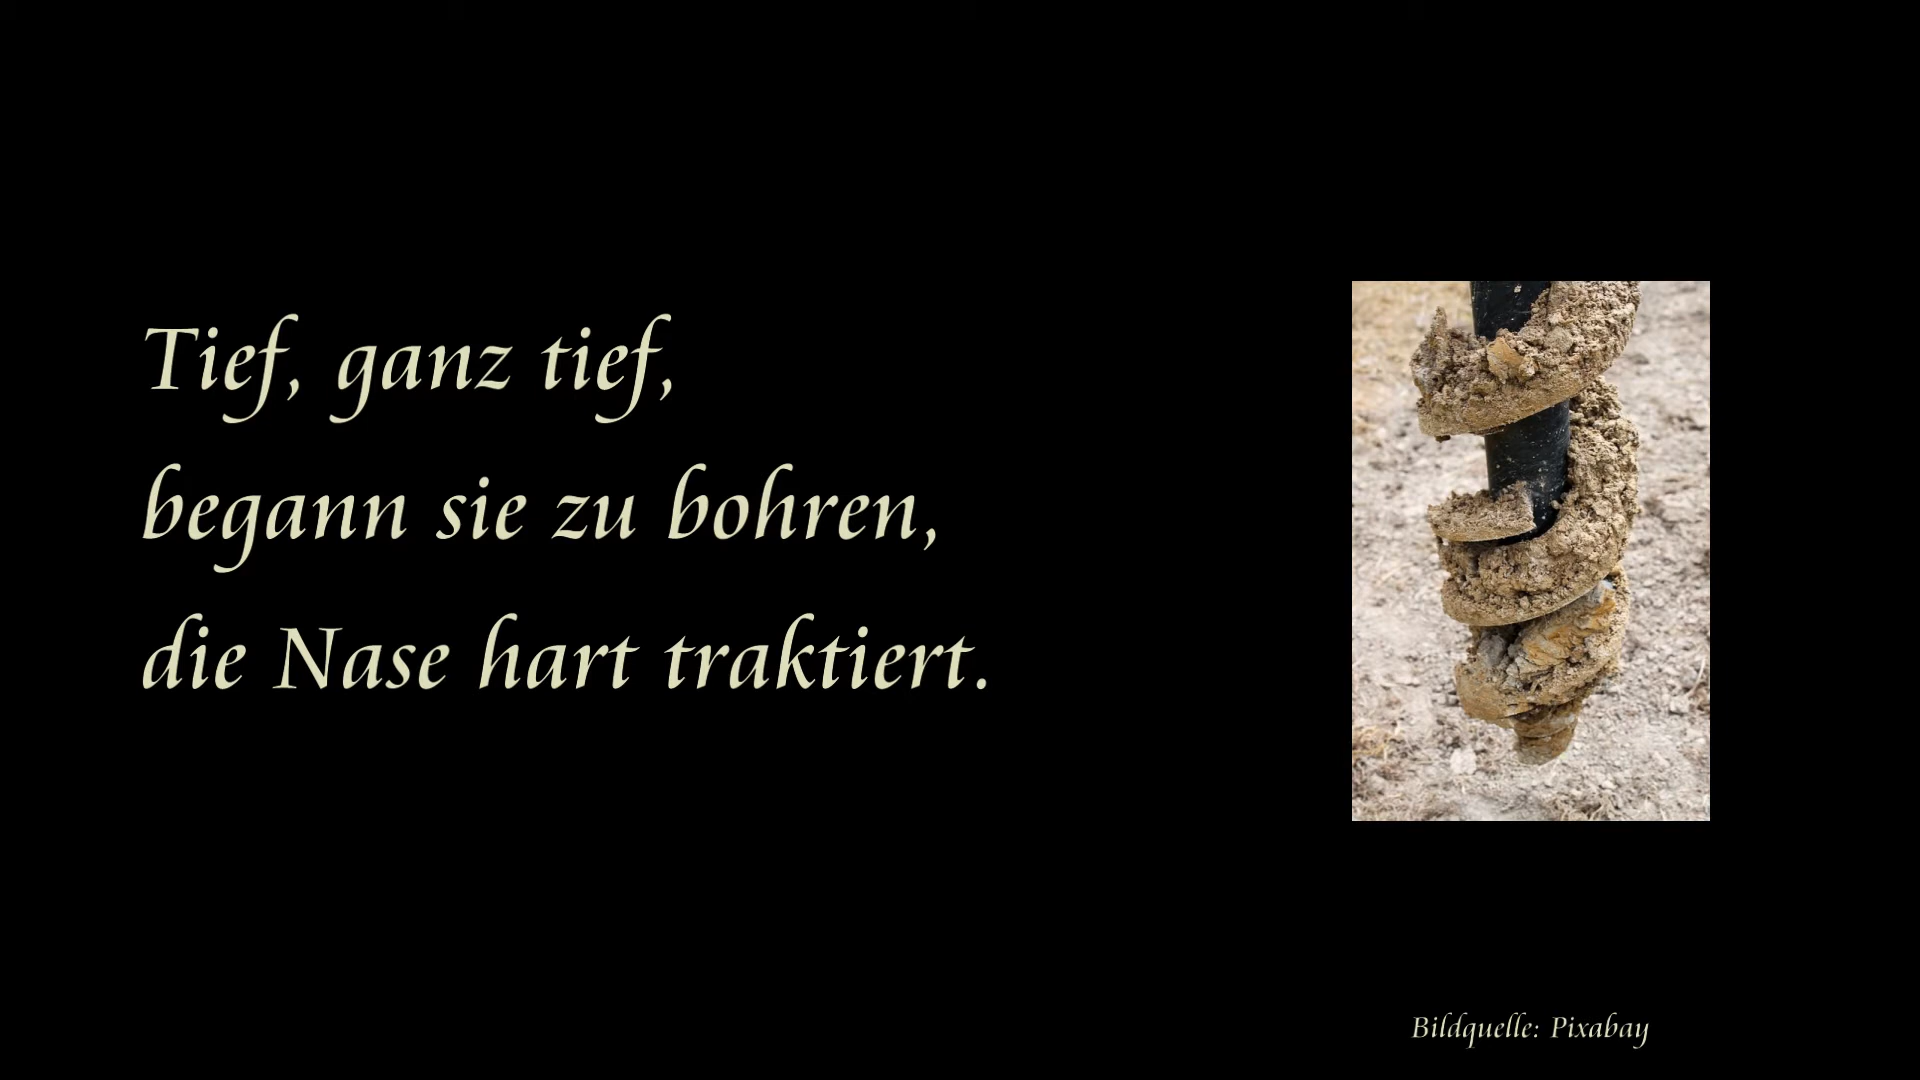 Tief, ganz tief,
begann sie zu bohren,
die Nase hart traktiert.
Bildquelle: Pixabay